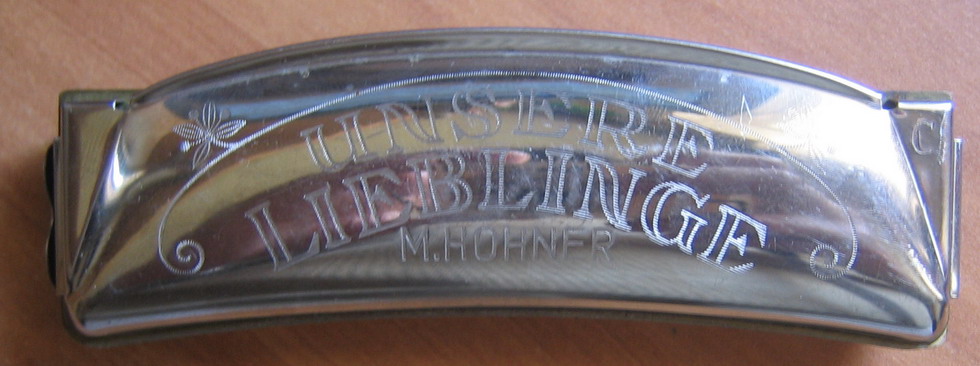 UNSERE
LIEBLINGE
M. HOHNER
C